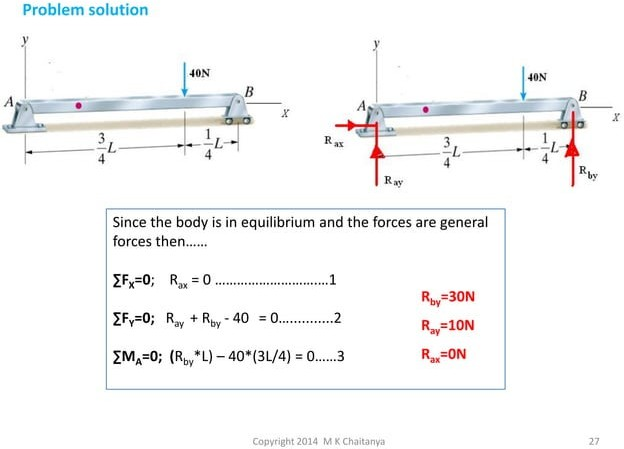 Problem solution
y
40N
A
B
X
3/4 L
1/4 L
y
40N
A
B
X
R ax
3/4 L
1/4 L
R ay
R by
Since the body is in equilibrium and the forces are general
forces then……
∑Fx=0; Rax = 0 ………………………….1
∑FY=0; Ray + Rby - 40 = 0..…………2
∑MA=0; (Rby*L) – 40*(3L/4) = 0……3
Rby=30N
Ray=10N
Rax=0N
Copyright 2014 M K Chaitanya
27